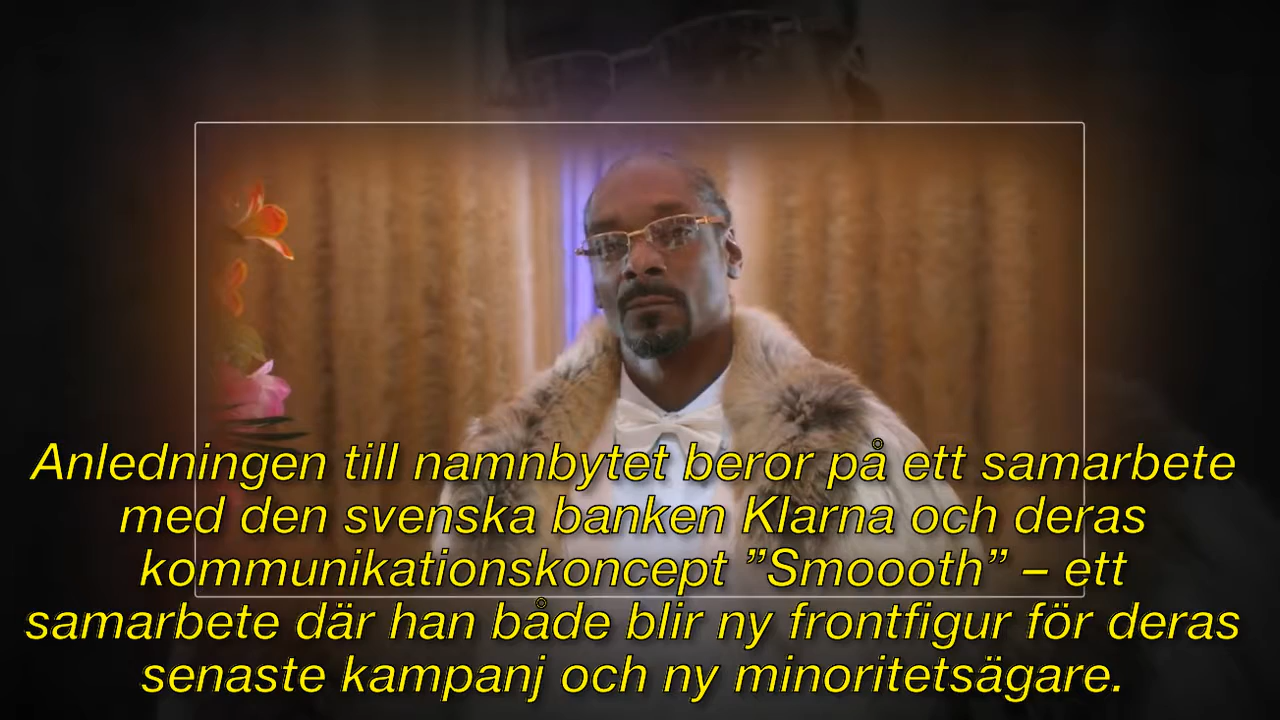 Anledningen till namnbytet beror på ett samarbete
med den svenska banken Klarna och deras
kommunikationskoncept ”Smoooth” – ett
samarbete där han både blir ny frontfigur för deras
senaste kampanj och ny minoritetsägare.